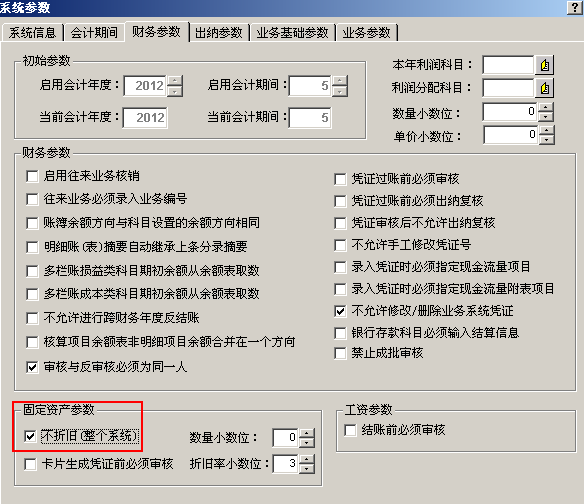 系统参数
系统信息 会计期间 财务参数 出纳参数 业务基础参数 业务参数
初始参数
启用会计年度： 2012 启用会计期间： 5
当前会计年度： 2012 当前会计期间： 5
本年利润科目：
利润分配科目：
数量小数位： 0
单价小数位： 0
财务参数
启用往来业务核销
往来业务必须录入业务编号
账簿余额方向与科目设置的余额方向相同
明细账(表)摘要自动继承上条分录摘要
多栏账损益类科目期初余额从余额表取数
多栏账成本类科目期初余额从余额表取数
不允许进行跨财务年度反结账
核算项目余额表非明细项目余额合并在一个方向
审核与反审核必须为同一人
凭证过账前必须审核
凭证过账前必须出纳复核
凭证审核后不允许出纳复核
不允许手工修改凭证号
录入凭证时必须指定现金流量项目
录入凭证时必须指定现金流量附表项目
不允许修改/删除业务系统凭证
银行存款科目必须输入结算信息
禁止成批审核
固定资产参数
不折旧(整个系统) 数量小数位： 0
卡片生成凭证前必须审核 折旧率小数位： 3
工资参数
结账前必须审核